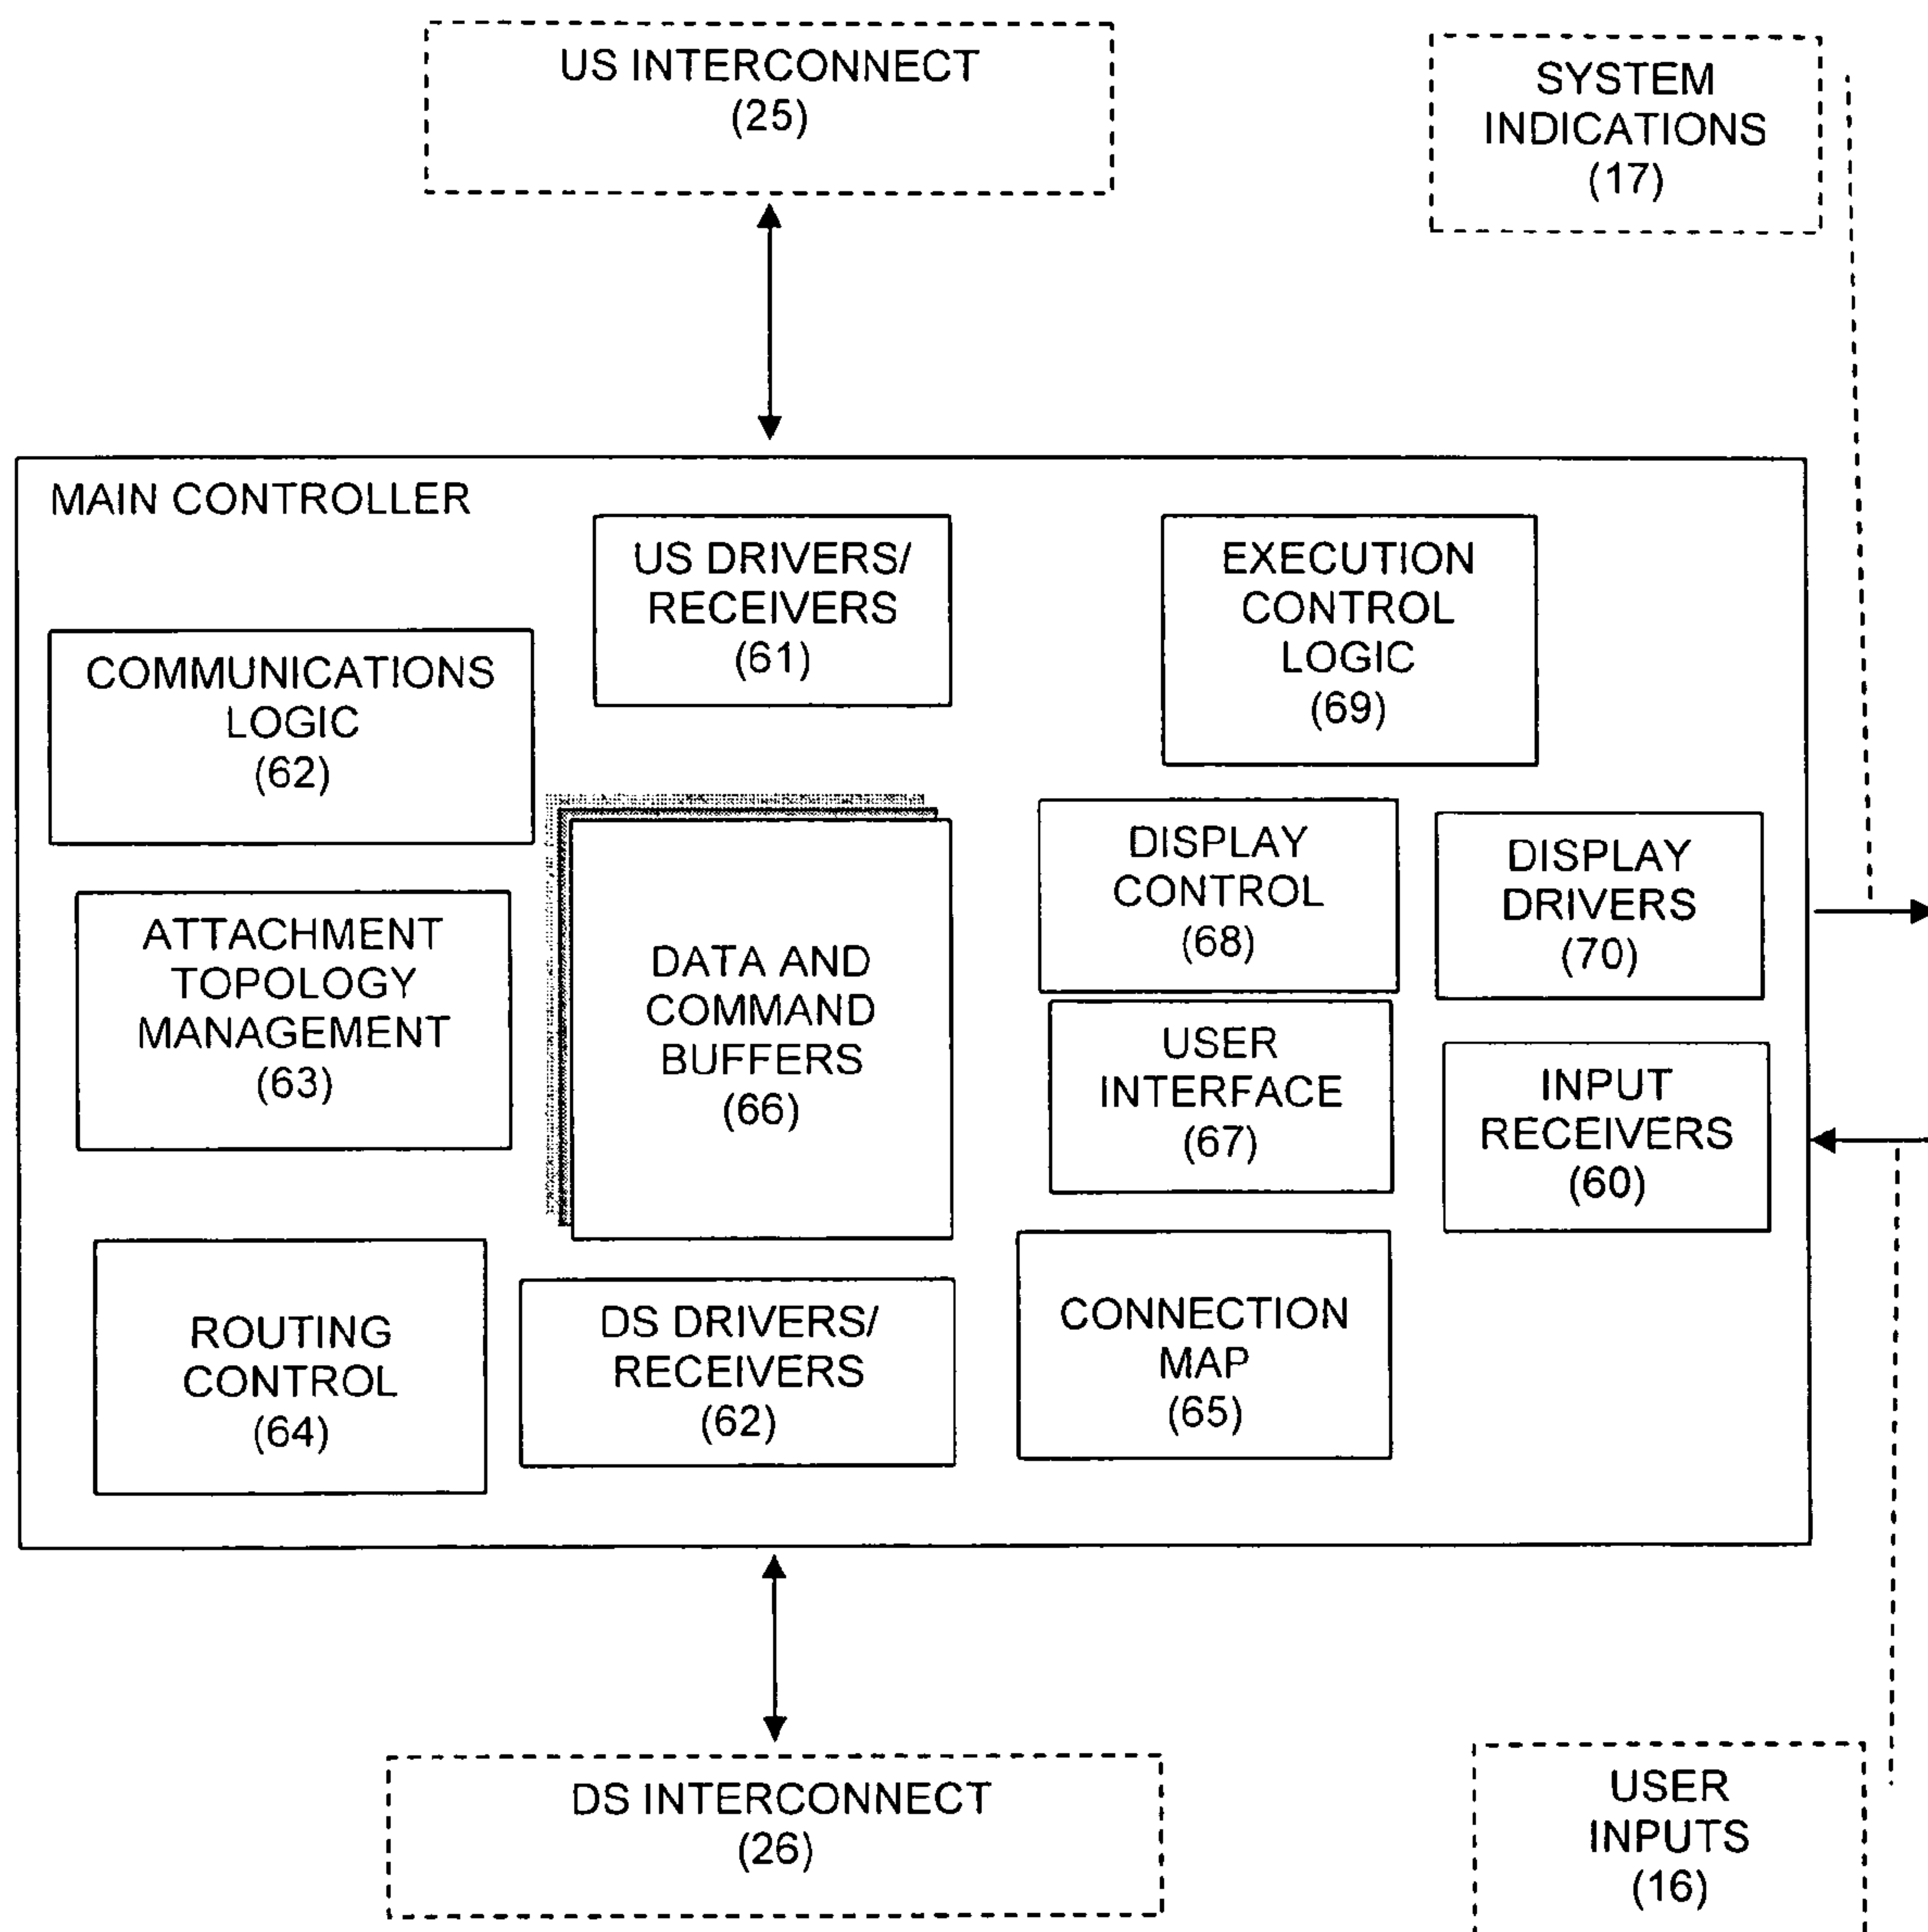 US INTERCONNECT
(25)
SYSTEM
INDICATIONS
(17)
MAIN CONTROLLER
US DRIVERS/
RECEIVERS
(61)
EXECUTION
CONTROL
LOGIC
(69)
COMMUNICATIONS
LOGIC
(62)
DISPLAY
CONTROL
(68)
DISPLAY
DRIVERS
(70)
ATTACHMENT
TOPOLOGY
MANAGEMENT
(63)
DATA AND
COMMAND
BUFFERS
(66)
USER
INTERFACE
(67)
INPUT
RECEIVERS
(60)
ROUTING
CONTROL
(64)
DS DRIVERS/
RECEIVERS
(62)
CONNECTION
MAP
(65)
DS INTERCONNECT
(26)
USER
INPUTS
(16)